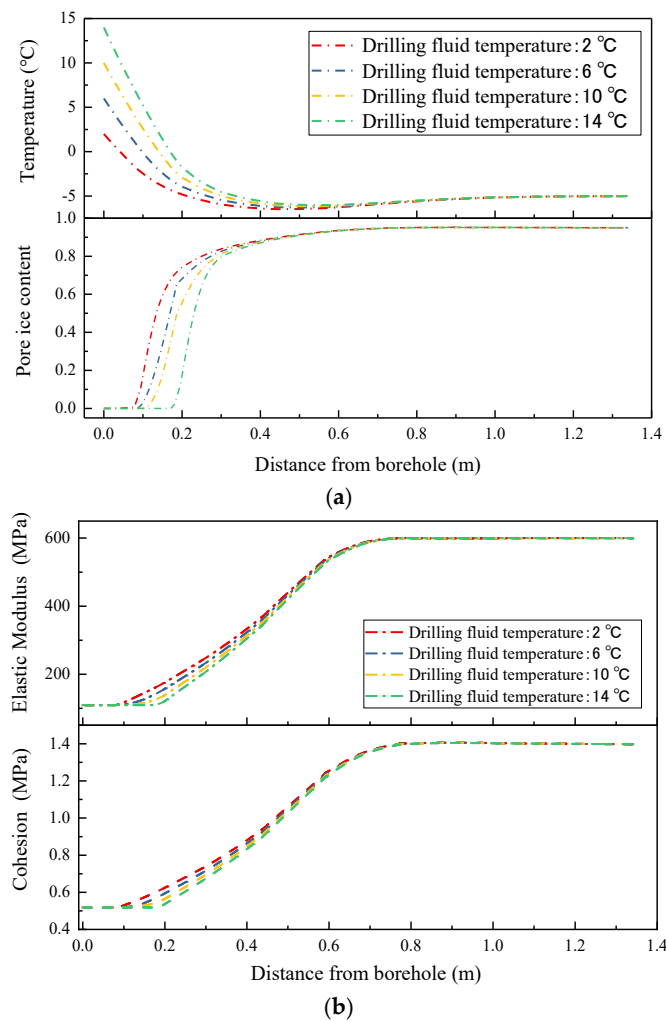 15
10
5
0
-5
Temperature (°C)
Drilling fluid temperature: 2 ℃
Drilling fluid temperature: 6 ℃
Drilling fluid temperature: 10 ℃
Drilling fluid temperature: 14 ℃
1.0
0.8
0.6
0.4
0.2
0.0
Pore ice content
0.0 0.2 0.4 0.6 0.8 1.0 1.2 1.4
Distance from borehole (m)
(a)
600
400
200
Elastic Modulus (MPa)
Drilling fluid temperature: 2 ℃
Drilling fluid temperature: 6 ℃
Drilling fluid temperature: 10 ℃
Drilling fluid temperature: 14 ℃
1.4
1.2
1.0
0.8
0.6
0.4
Cohesion (MPa)
0.0 0.2 0.4 0.6 0.8 1.0 1.2 1.4
Distance from borehole (m)
(b)